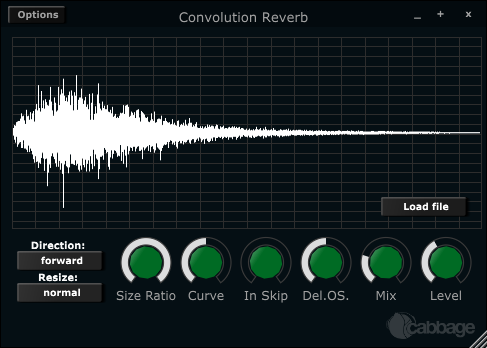 Options
Convolution Reverb
_ + x
Load file
Direction:
forward
Resize:
normal
Size Ratio Curve In Skip Del.OS. Mix Level
cabbage